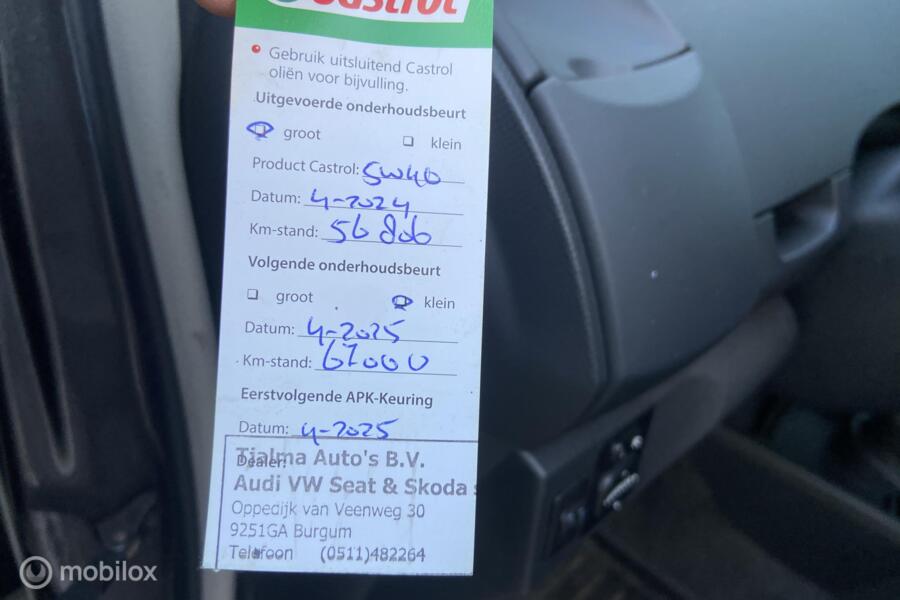 Castrol
Gebruik uitsluitend Castrol
oliën voor bijvulling.
Uitgevoerde onderhoudsbeurt
groot klein
Product Castrol: 5W40
Datum: 4-2024
Km-stand: 56 806
Volgende onderhoudsbeurt
groot klein
Datum: 4-2025
Km-stand: 67000
Eerstvolgende APK-Keuring
Datum: 4-2025
Dealer:
Tjalma Auto's B.V.
Audi VW Seat & Skoda
Oppedijk van Veenweg 30
9251GA Burgum
Telefoon (0511)482264
mobilox